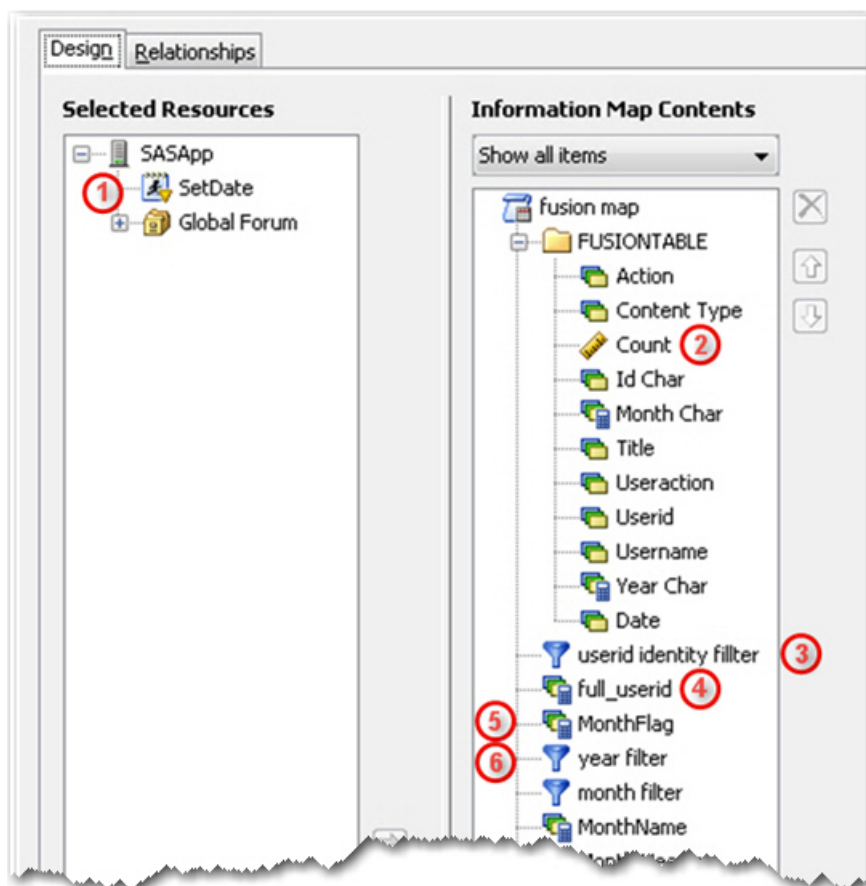 Design Relationships
Selected Resources
SASApp
1 SetDate
Global Forum
Information Map Contents
Show all items
fusion map
FUSIONTABLE
Action
Content Type
Count 2
Id Char
Month Char
Title
Useraction
Userid
Username
Year Char
Date
userid identity fillter 3
full_userid 4
5 MonthFlag
6 year filter
month filter
MonthName